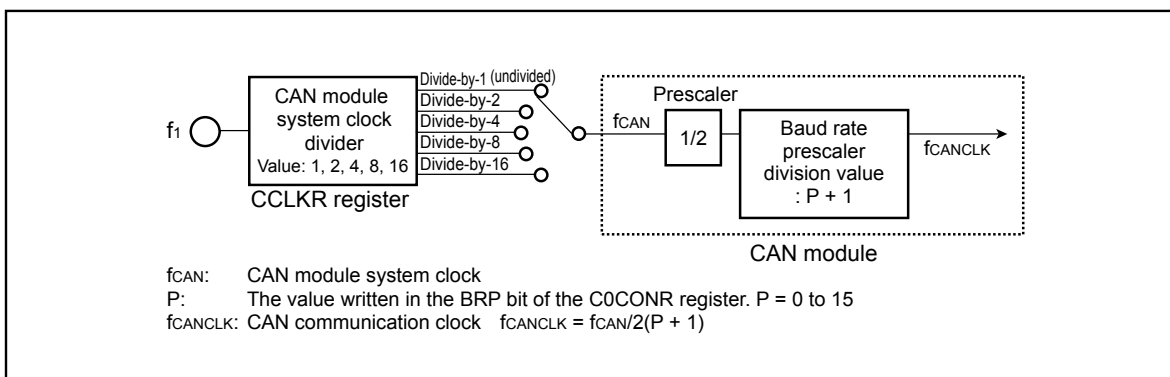 Divide-by-1 (undivided)
Divide-by-2
Divide-by-4
Divide-by-8
Divide-by-16
f1
CAN module
system clock
divider
Value: 1, 2, 4, 8, 16
CCLKR register
fCAN
Prescaler
1/2
Baud rate
prescaler
division value
: P + 1
fCANCLK
CAN module
fCAN: CAN module system clock
P: The value written in the BRP bit of the C0CONR register. P = 0 to 15
fCANCLK: CAN communication clock fCANCLK = fCAN/2(P + 1)